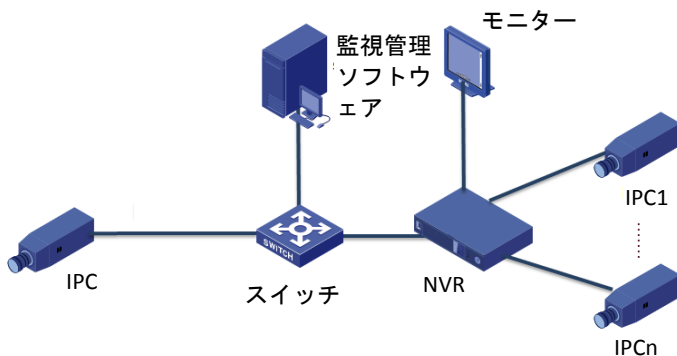 モニター
監視管理
ソフトウ
ェア
IPC1
SWITCH
IPC
スイッチ
NVR
IPCn